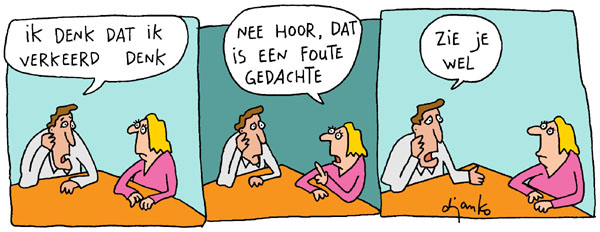 IK DENK DAT IK
VERKEERD DENK
NEE HOOR, DAT
IS EEN FOUTE
GEDACHTE
ZIE JE
WEL
djanko